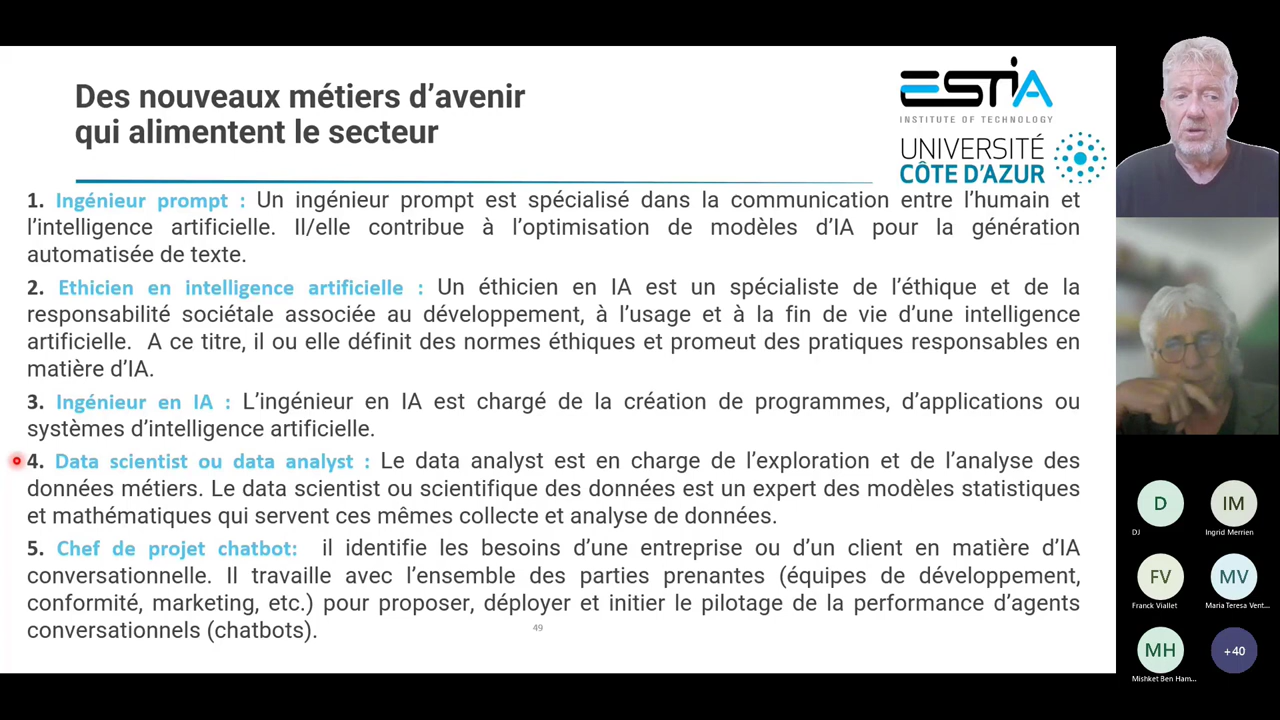 Des nouveaux métiers d’avenir
qui alimentent le secteur
ESTIA
INSTITUTE OF TECHNOLOGY
UNIVERSITÉ
CÔTE D’AZUR
1. Ingénieur prompt : Un ingénieur prompt est spécialisé dans la communication entre l’humain et
l’intelligence artificielle. Il/elle contribue à l’optimisation de modèles d’IA pour la génération
automatisée de texte.
2. Ethicien en intelligence artificielle : Un éthicien en IA est un spécialiste de l’éthique et de la
responsabilité sociétale associée au développement, à l’usage et à la fin de vie d’une intelligence
artificielle. A ce titre, il ou elle définit des normes éthiques et promeut des pratiques responsables en
matière d’IA.
3. Ingénieur en IA : L’ingénieur en IA est chargé de la création de programmes, d’applications ou
systèmes d’intelligence artificielle.
4. Data scientist ou data analyst : Le data analyst est en charge de l’exploration et de l’analyse des
données métiers. Le data scientist ou scientifique des données est un expert des modèles statistiques
et mathématiques qui servent ces mêmes collecte et analyse de données.
5. Chef de projet chatbot: il identifie les besoins d’une entreprise ou d’un client en matière d’IA
conversationnelle. Il travaille avec l’ensemble des parties prenantes (équipes de développement,
conformité, marketing, etc.) pour proposer, déployer et initier le pilotage de la performance d’agents
conversationnels (chatbots).
49
D
IM
DJ
Ingrid Merrien
FV
MV
Franck Viallet
Maria Teresa Vent...
MH
+40
Mishket Ben Ham...